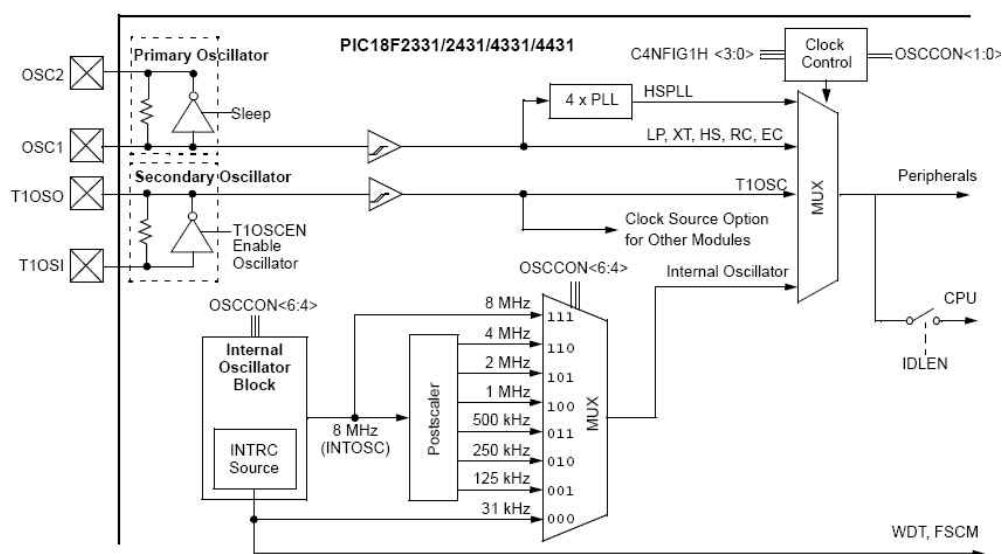 PIC18F2331/2431/4331/4431
Primary Oscillator
OSC2
Sleep
OSC1
Secondary Oscillator
T1OSO
T1OSCEN
Enable
Oscillator
T1OSI
4 x PLL
HSPLL
LP, XT, HS, RC, EC
T1OSC
Clock Source Option
for Other Modules
Internal Oscillator
C4NFIG1H <3:0>
Clock
Control
OSCCON<1:0>
MUX
Peripherals
CPU
IDLEN
OSCCON<6:4>
Internal
Oscillator
Block
INTRC
Source
8 MHz
(INTOSC)
Postscaler
OSCCON<6:4>
8 MHz
111
4 MHz
110
2 MHz
101
1 MHz
100
500 kHz
011
250 kHz
010
125 kHz
001
31 kHz
000
MUX
WDT, FSCM